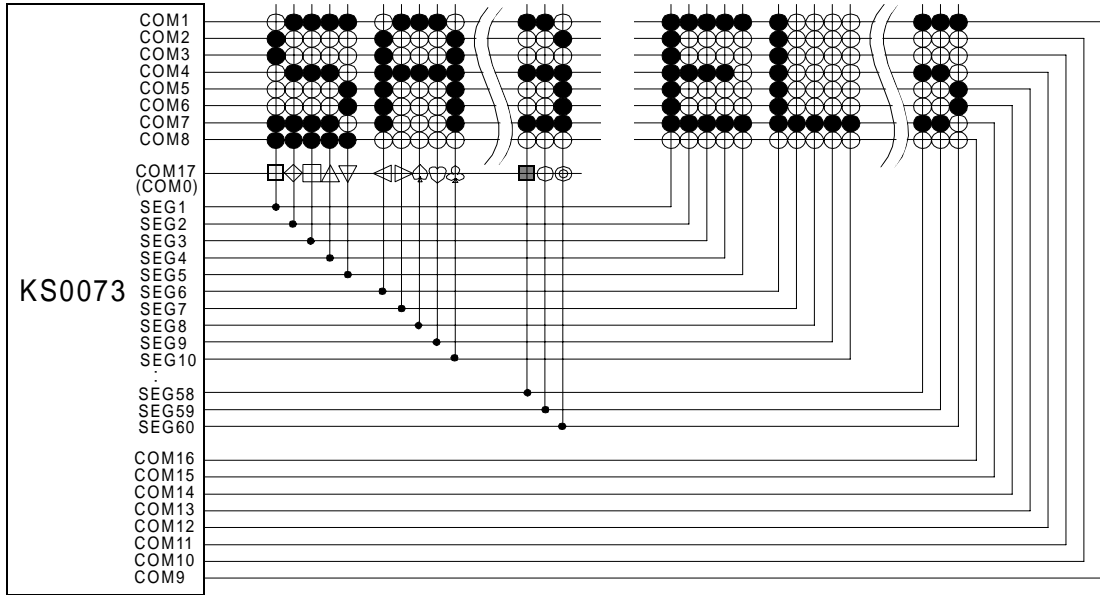 COM1
COM2
COM3
COM4
COM5
COM6
COM7
COM8
COM17
(COM0)
SEG1
SEG2
SEG3
SEG4
SEG5
KS0073
SEG6
SEG7
SEG8
SEG9
SEG10
:
SEG58
SEG59
SEG60
COM16
COM15
COM14
COM13
COM12
COM11
COM10
COM9